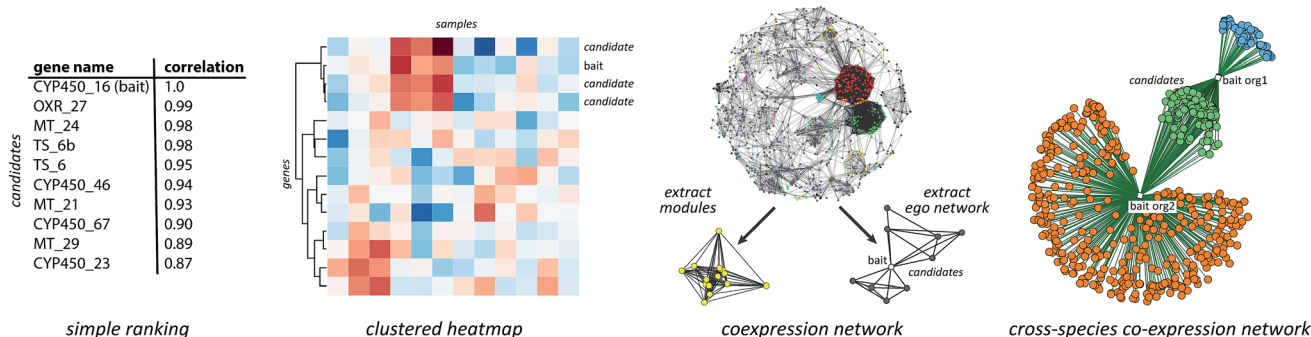 gene name correlation
CYP450_16 (bait) 1.0
OXR_27 0.99
MT_24 0.98
TS_6b 0.98
TS_6 0.95
CYP450_46 0.94
MT_21 0.93
CYP450_67 0.90
MT_29 0.89
CYP450_23 0.87
candidates
simple ranking
samples
candidate
bait
candidate
candidate
genes
clustered heatmap
extract
modules
extract
ego network
bait
candidates
coexpression network
candidates
bait org1
bait org2
cross-species co-expression network